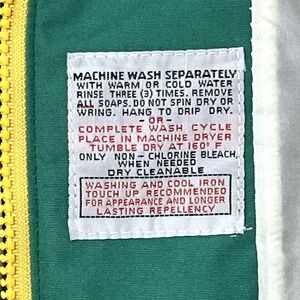 MACHINE WASH SEPARATELY
WITH WARM OR COLD WATER
RINSE THREE (3) TIMES. REMOVE
ALL SOAPS. DO NOT SPIN DRY OR
WRING. HANG TO DRIP DRY.
- OR -
COMPLETE WASH CYCLE
PLACE IN MACHINE DRYER
TUMBLE DRY AT 160° F
ONLY NON - CHLORINE BLEACH,
WHEN NEEDED
DRY CLEANABLE
WASHING AND COOL IRON
TOUCH UP RECOMMENDED
FOR APPEARANCE AND LONGER
LASTING REPELLENCY